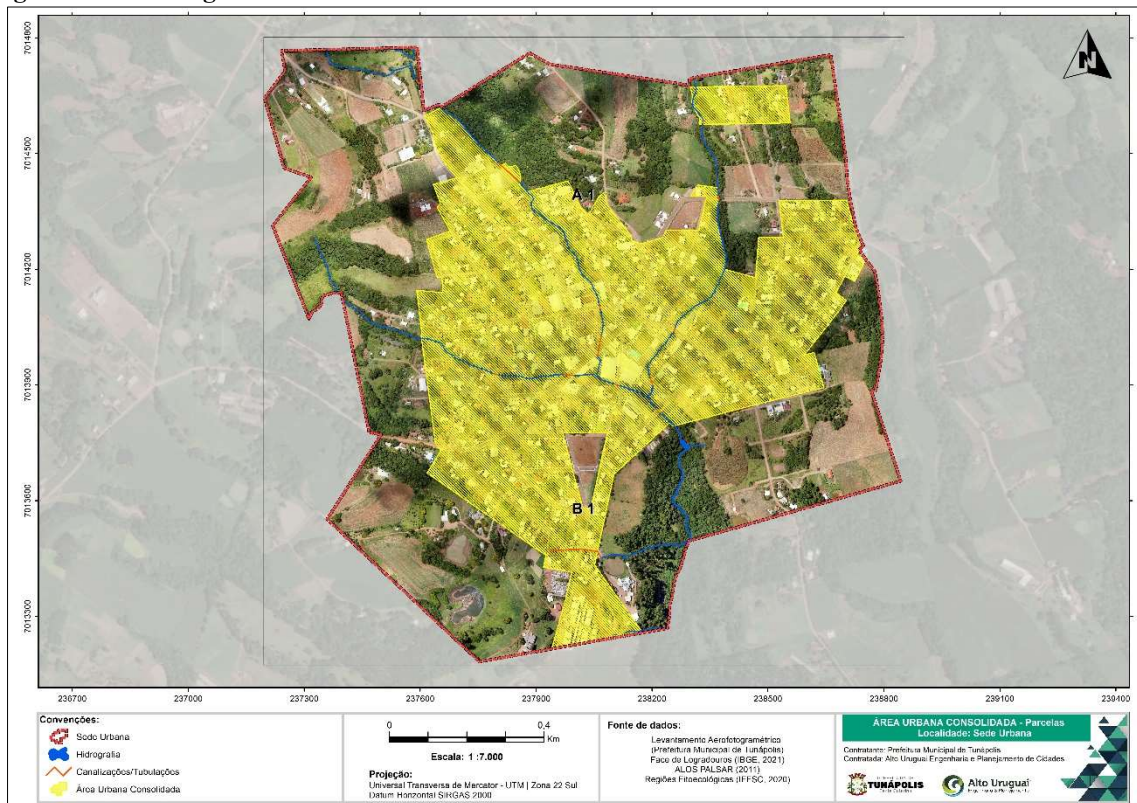 7014800
7014500
7014200
7013900
7013600
7013300
N
A 1
B 1
236700 237000 237300 237600 237900 238200 238500 238800 239100 239400
Convenções:
Sede Urbana
Hidrografia
Canalizações/Tubulações
Área Urbana Consolidada
0 0,4
Km
Escala: 1 :7.000
Projeção:
Universal Transversa de Mercator - UTM | Zona 22 Sul
Datum Horizontal SIRGAS 2000
Fonte de dados:
Levantamento Aerofotogramétrico
(Prefeitura Municipal de Tunápolis)
Face de Logradouros (IBGE, 2021)
ALOS PALSAR (2011)
Regiões Fitoecológicas (IFFSC, 2020)
ÁREA URBANA CONSOLIDADA - Parcelas
Localidade: Sede Urbana
Contratante: Prefeitura Municipal de Tunápolis
Contratada: Alto Uruguai Engenharia e Planejamento de Cidades.
TUNÁPOLIS
Alto Uruguai
Engenharia e Planejamento